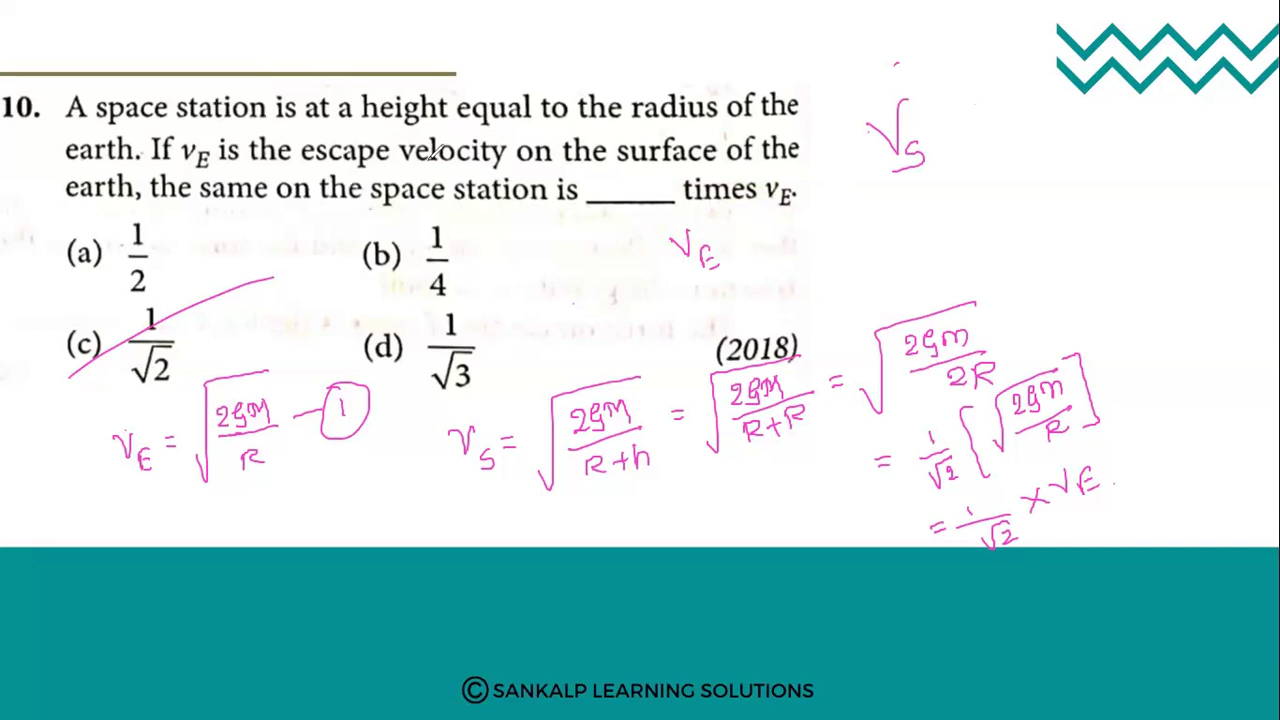 10. A space station is at a height equal to the radius of the
earth. If v_E is the escape velocity on the surface of the
earth, the same on the space station is ______ times v_E.
V_S
(a) 1/2 (b) 1/4
V_E
(c) 1/√2 (d) 1/√3 (2018)
V_E = √(2GM/R) — 1
V_S = √(2GM/(R+h)) = √(2GM/(R+R)) = √(2GM/2R)
= 1/√2 [√(2GM/R)]
= 1/√2 × V_E
© SANKALP LEARNING SOLUTIONS